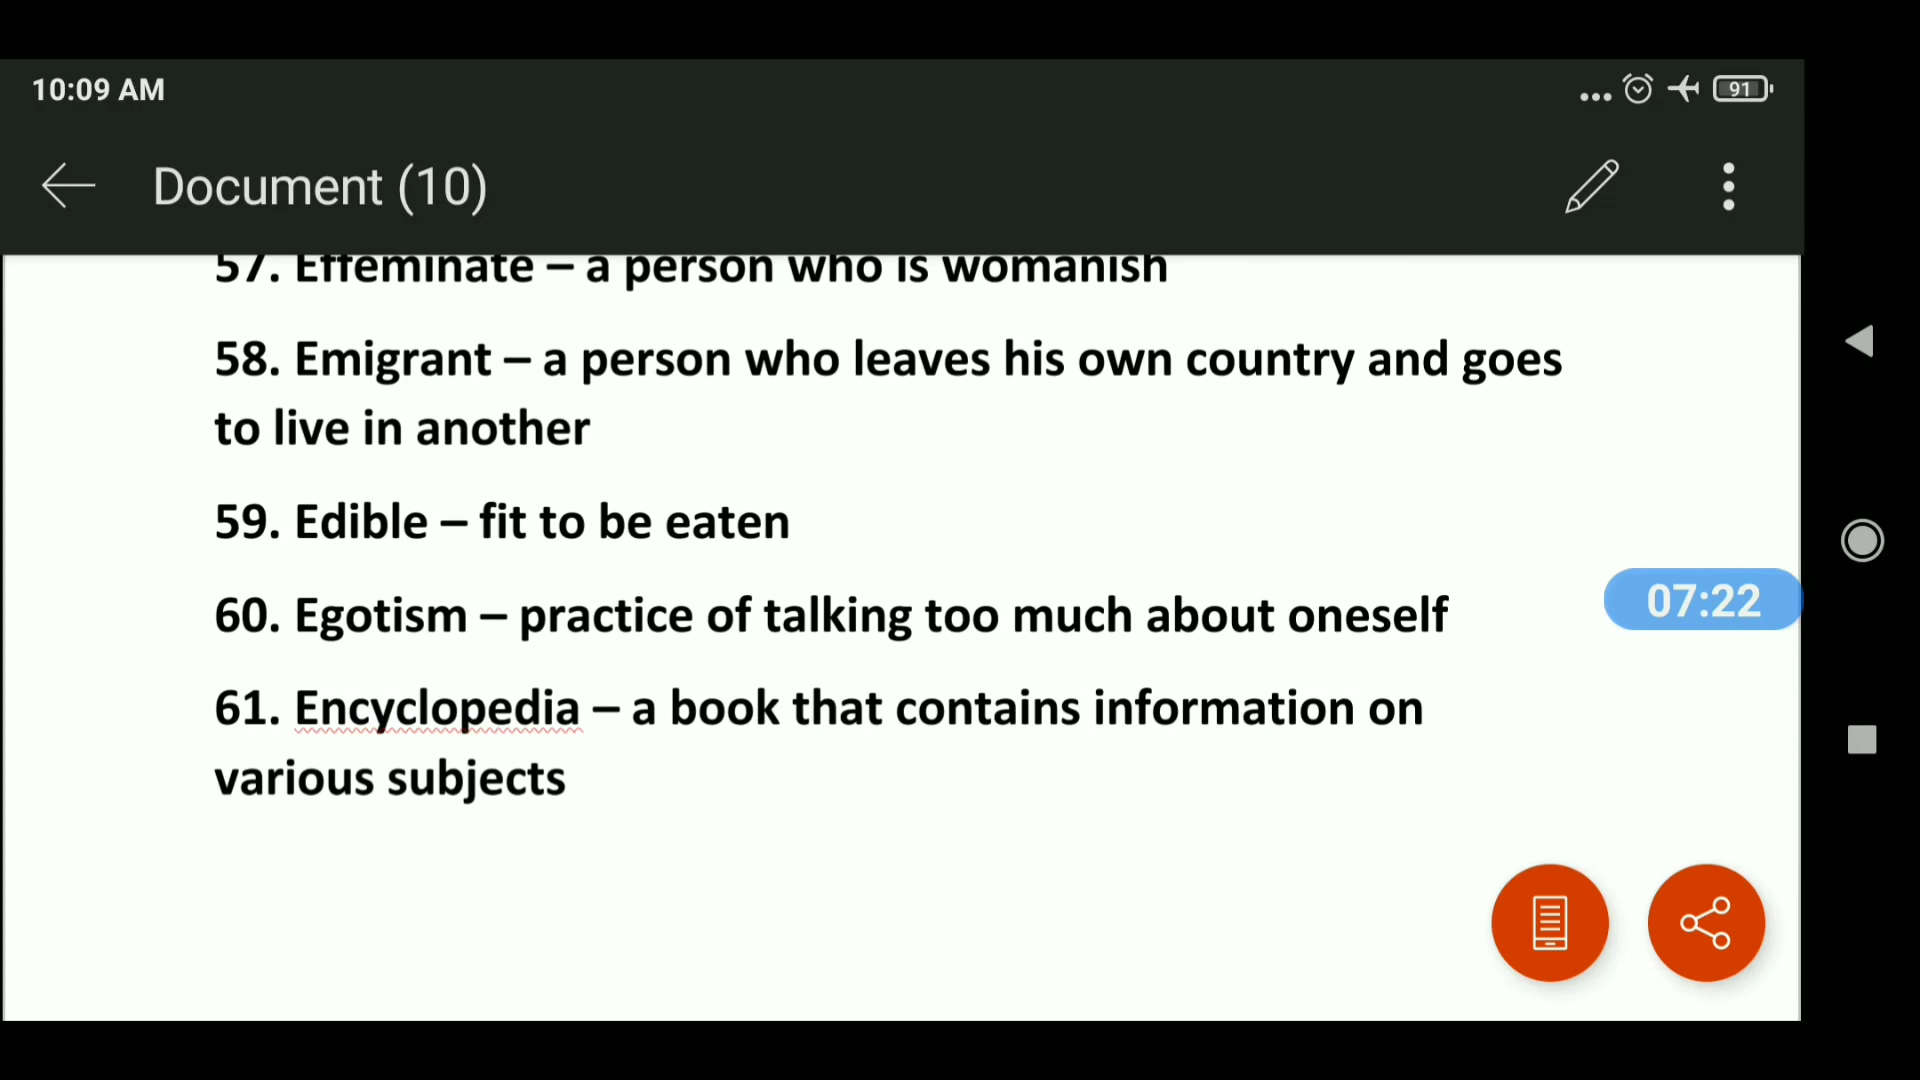 10:09 AM
91
Document (10)
57. Effeminate – a person who is womanish
58. Emigrant – a person who leaves his own country and goes
to live in another
59. Edible – fit to be eaten
07:22
60. Egotism – practice of talking too much about oneself
61. Encyclopedia – a book that contains information on
various subjects